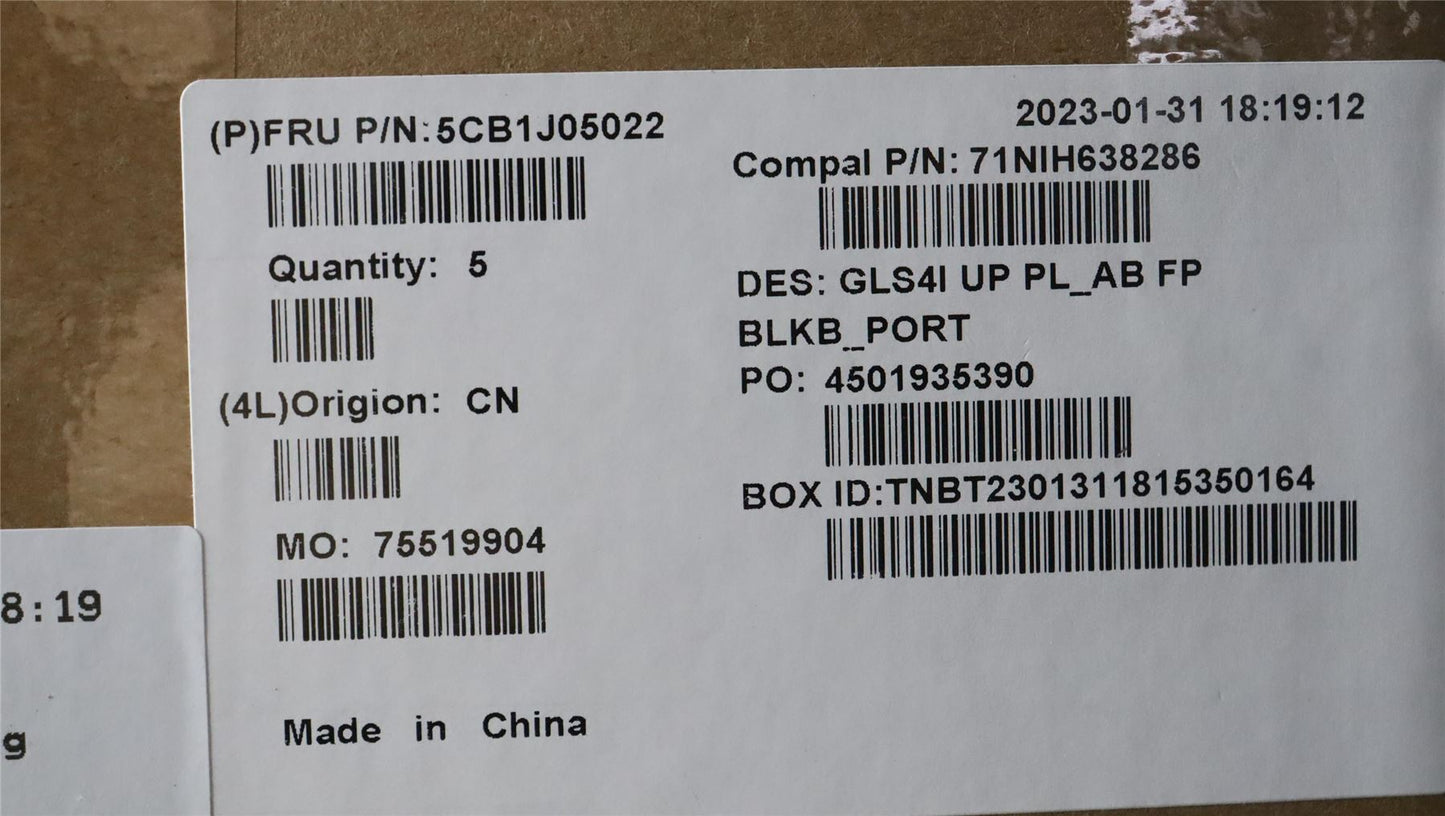 (P)FRU P/N:5CB1J05022
Quantity: 5
(4L)Origion: CN
MO: 75519904
Made in China
2023-01-31 18:19:12
Compal P/N: 71NIH638286
DES: GLS4I UP PL_AB FP
BLKB_PORT
PO: 4501935390
BOX ID:TNBT2301311815350164
8:19
g